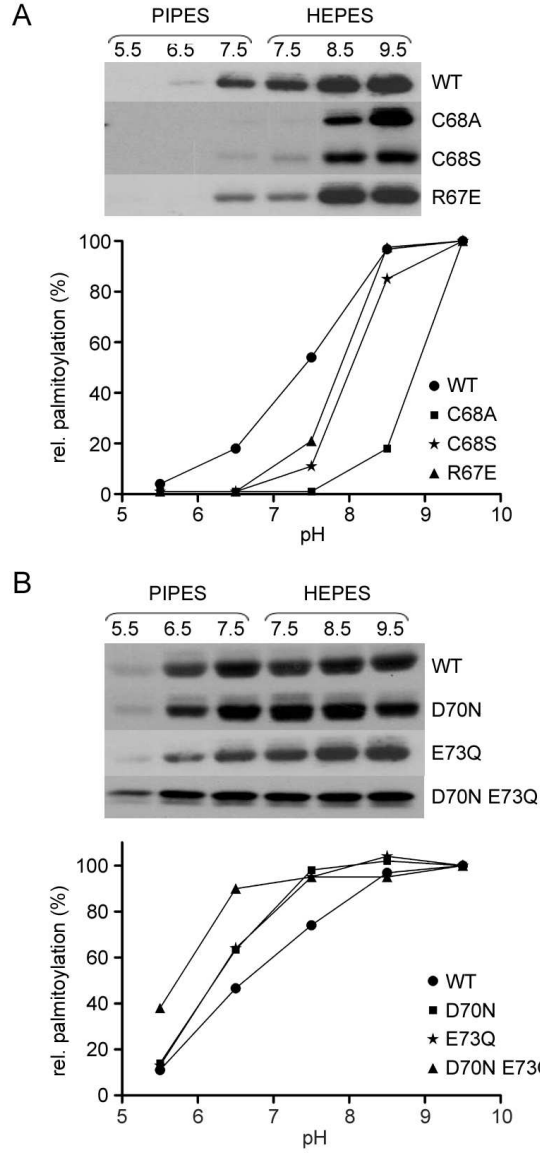 A
PIPES HEPES
5.5 6.5 7.5 7.5 8.5 9.5
WT
C68A
C68S
R67E
rel. palmitoylation (%)
100
80
60
40
20
0
WT
C68A
C68S
R67E
5 6 7 8 9 10
pH
B
PIPES HEPES
5.5 6.5 7.5 7.5 8.5 9.5
WT
D70N
E73Q
D70N E73Q
rel. palmitoylation (%)
100
80
60
40
20
0
WT
D70N
E73Q
D70N E73Q
5 6 7 8 9 10
pH